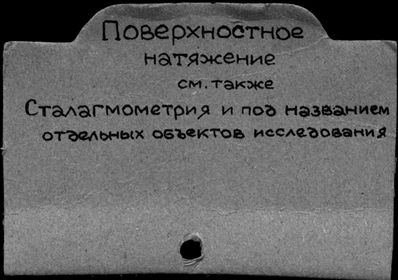 Поверхностное
натяжение
см. также
Сталагмометрия и под названием
отдельных объектов исследования